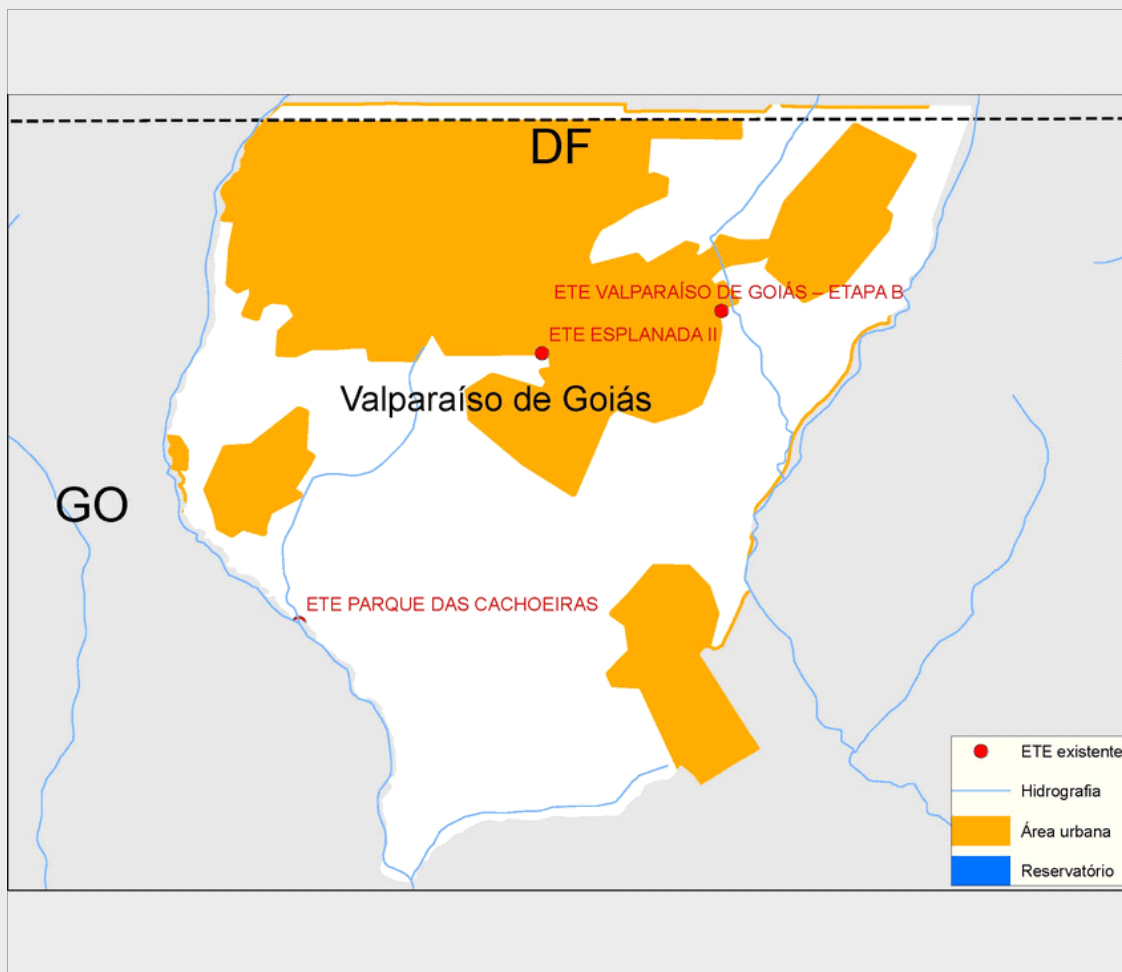 DF
ETE VALPARAÍSO DE GOIÁS – ETAPA B
ETE ESPLANADA II
Valparaíso de Goiás
GO
ETE PARQUE DAS CACHOEIRAS
ETE existente
Hidrografia
Área urbana
Reservatório